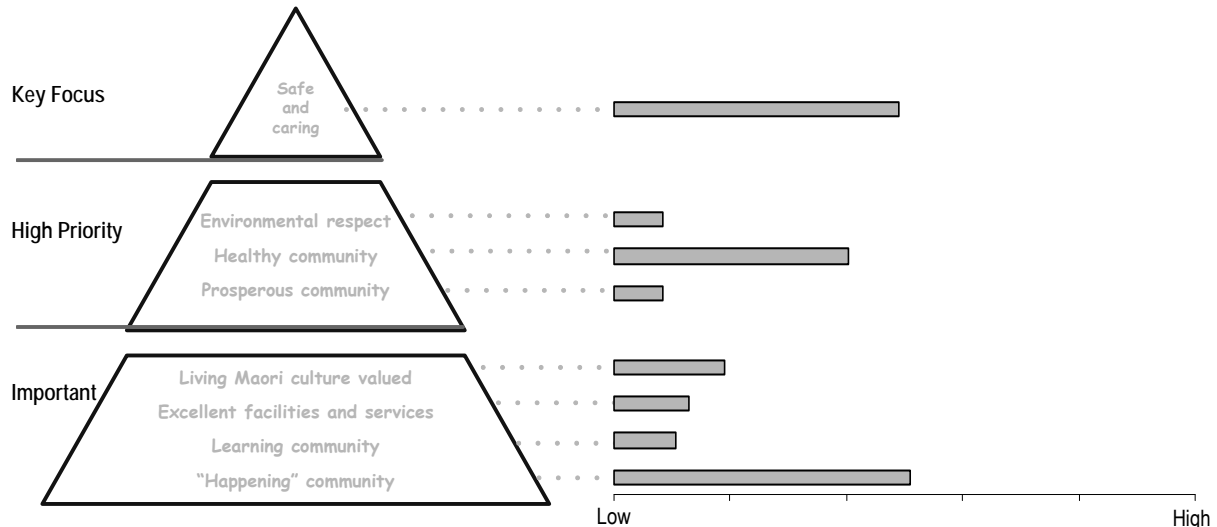 Key Focus
Safe
and
caring
High Priority
Environmental respect
Healthy community
Prosperous community
Important
Living Maori culture valued
Excellent facilities and services
Learning community
“Happening” community
Low
High